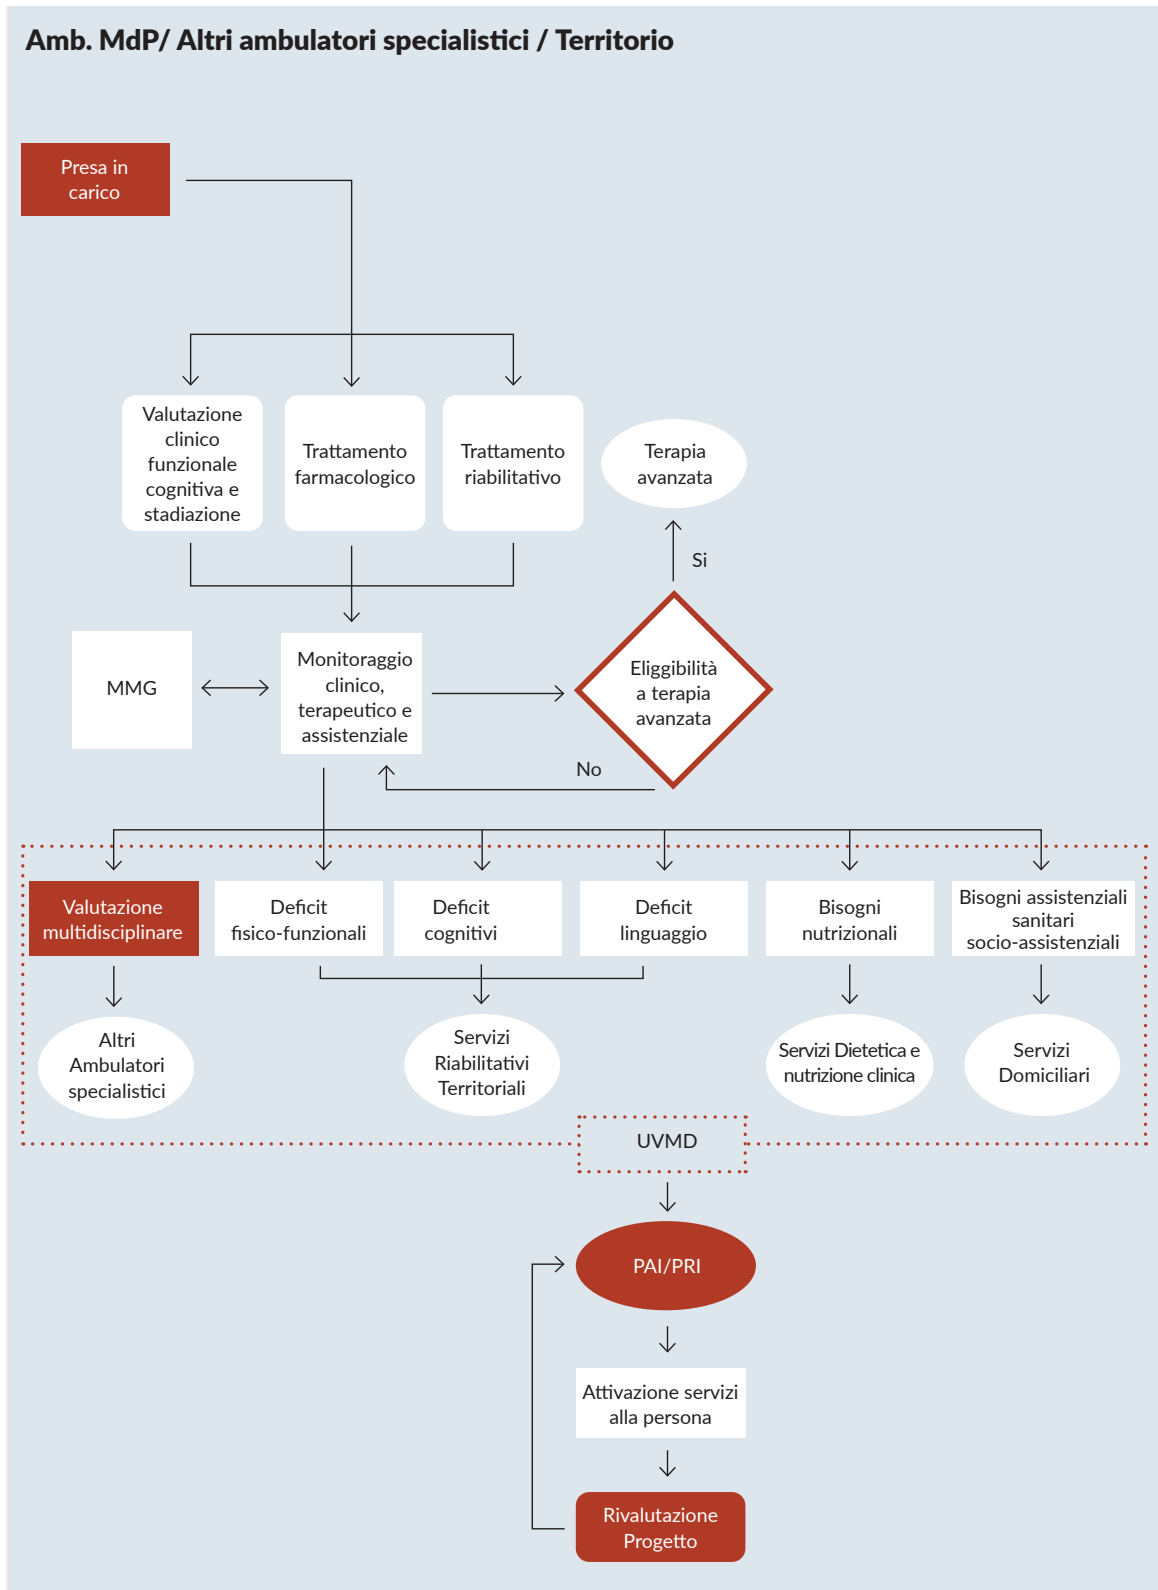 Amb. MdP/ Altri ambulatori specialistici / Territorio
Presa in
carico
Valutazione
clinico
funzionale
cognitiva e
stadiazione
Trattamento
farmacologico
Trattamento
riabilitativo
Terapia
avanzata
Si
MMG
Monitoraggio
clinico,
terapeutico e
assistenziale
Eliggibilità
a terapia
avanzata
No
Valutazione
multidisciplinare
Deficit
fisico-funzionali
Deficit
cognitivi
Deficit
linguaggio
Bisogni
nutrizionali
Bisogni assistenziali
sanitari
socio-assistenziali
Altri
Ambulatori
specialistici
Servizi
Riabilitativi
Territoriali
Servizi Dietetica e
nutrizione clinica
Servizi
Domiciliari
UVMD
PAI/PRI
Attivazione servizi
alla persona
Rivalutazione
Progetto